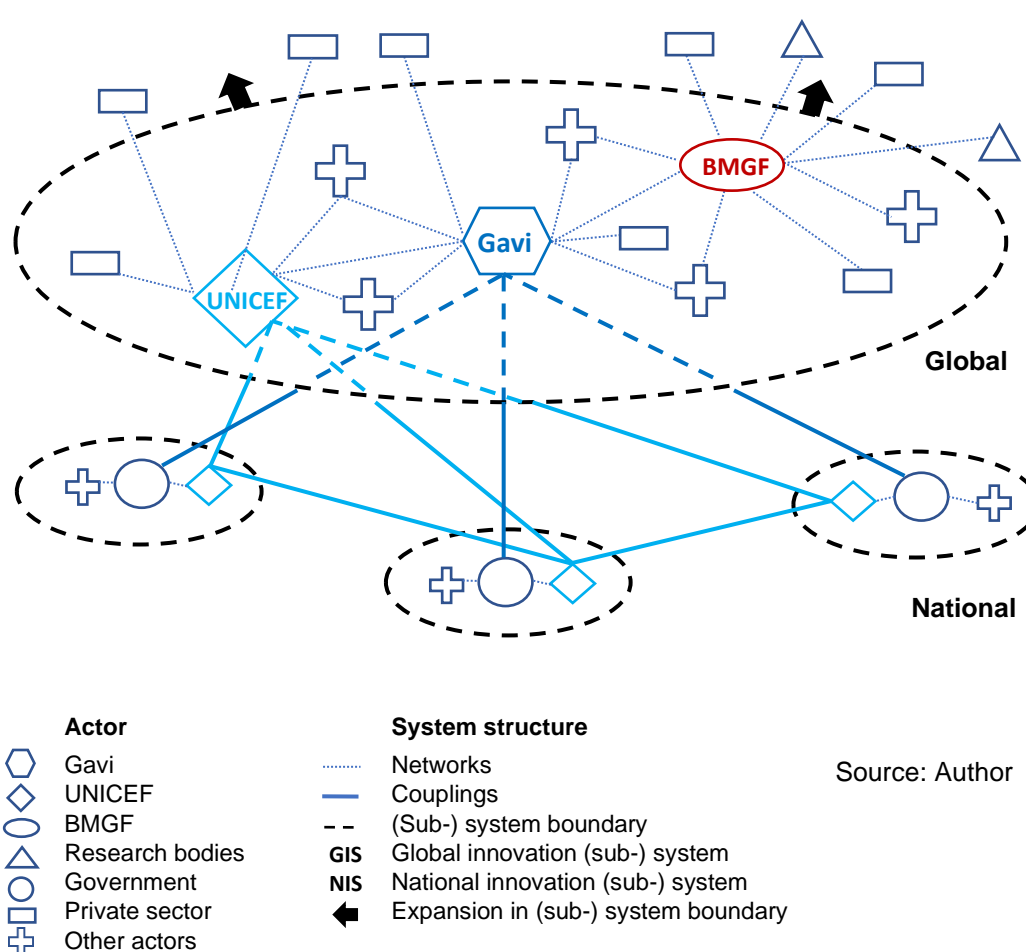 BMGF
Gavi
UNICEF
Global
National
Actor
Gavi
UNICEF
BMGF
Research bodies
Government
Private sector
Other actors
System structure
Networks
Couplings
(Sub-) system boundary
GIS Global innovation (sub-) system
NIS National innovation (sub-) system
Expansion in (sub-) system boundary
Source: Author